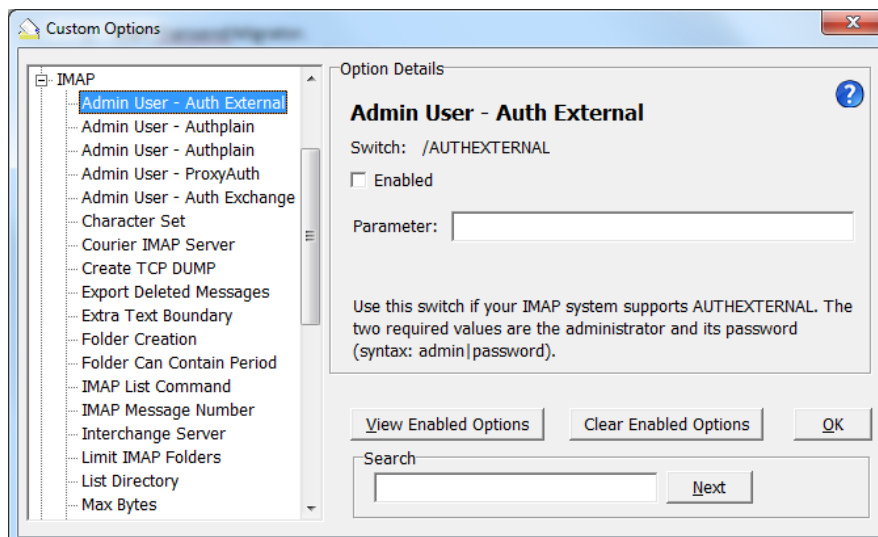 Custom Options
IMAP
Admin User - Auth External
Admin User - Authplain
Admin User - Authplain
Admin User - ProxyAuth
Admin User - Auth Exchange
Character Set
Courier IMAP Server
Create TCP DUMP
Export Deleted Messages
Extra Text Boundary
Folder Creation
Folder Can Contain Period
IMAP List Command
IMAP Message Number
Interchange Server
Limit IMAP Folders
List Directory
Max Bytes
Option Details
Admin User - Auth External
Switch: /AUTHEXTERNAL
Enabled
Parameter:
Use this switch if your IMAP system supports AUTHEXTERNAL. The
two required values are the administrator and its password
(syntax: admin|password).
View Enabled Options
Clear Enabled Options
OK
Search
Next